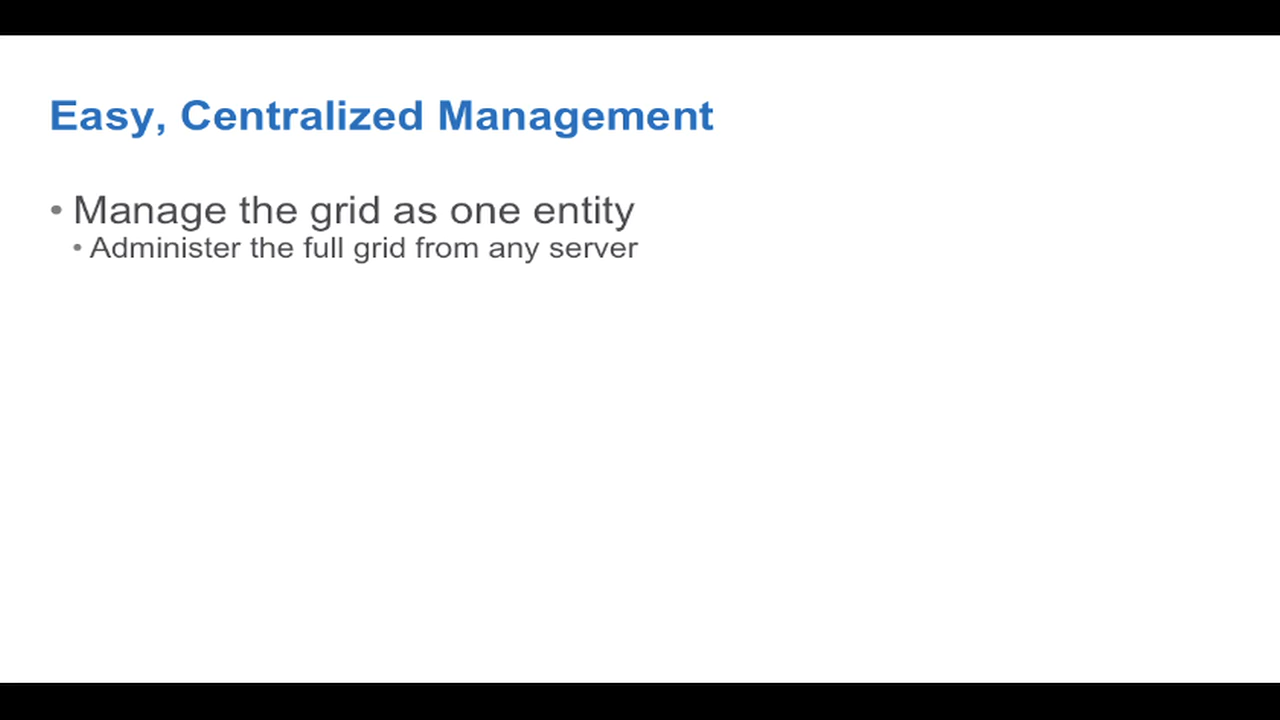 Easy, Centralized Management
• Manage the grid as one entity
• Administer the full grid from any server